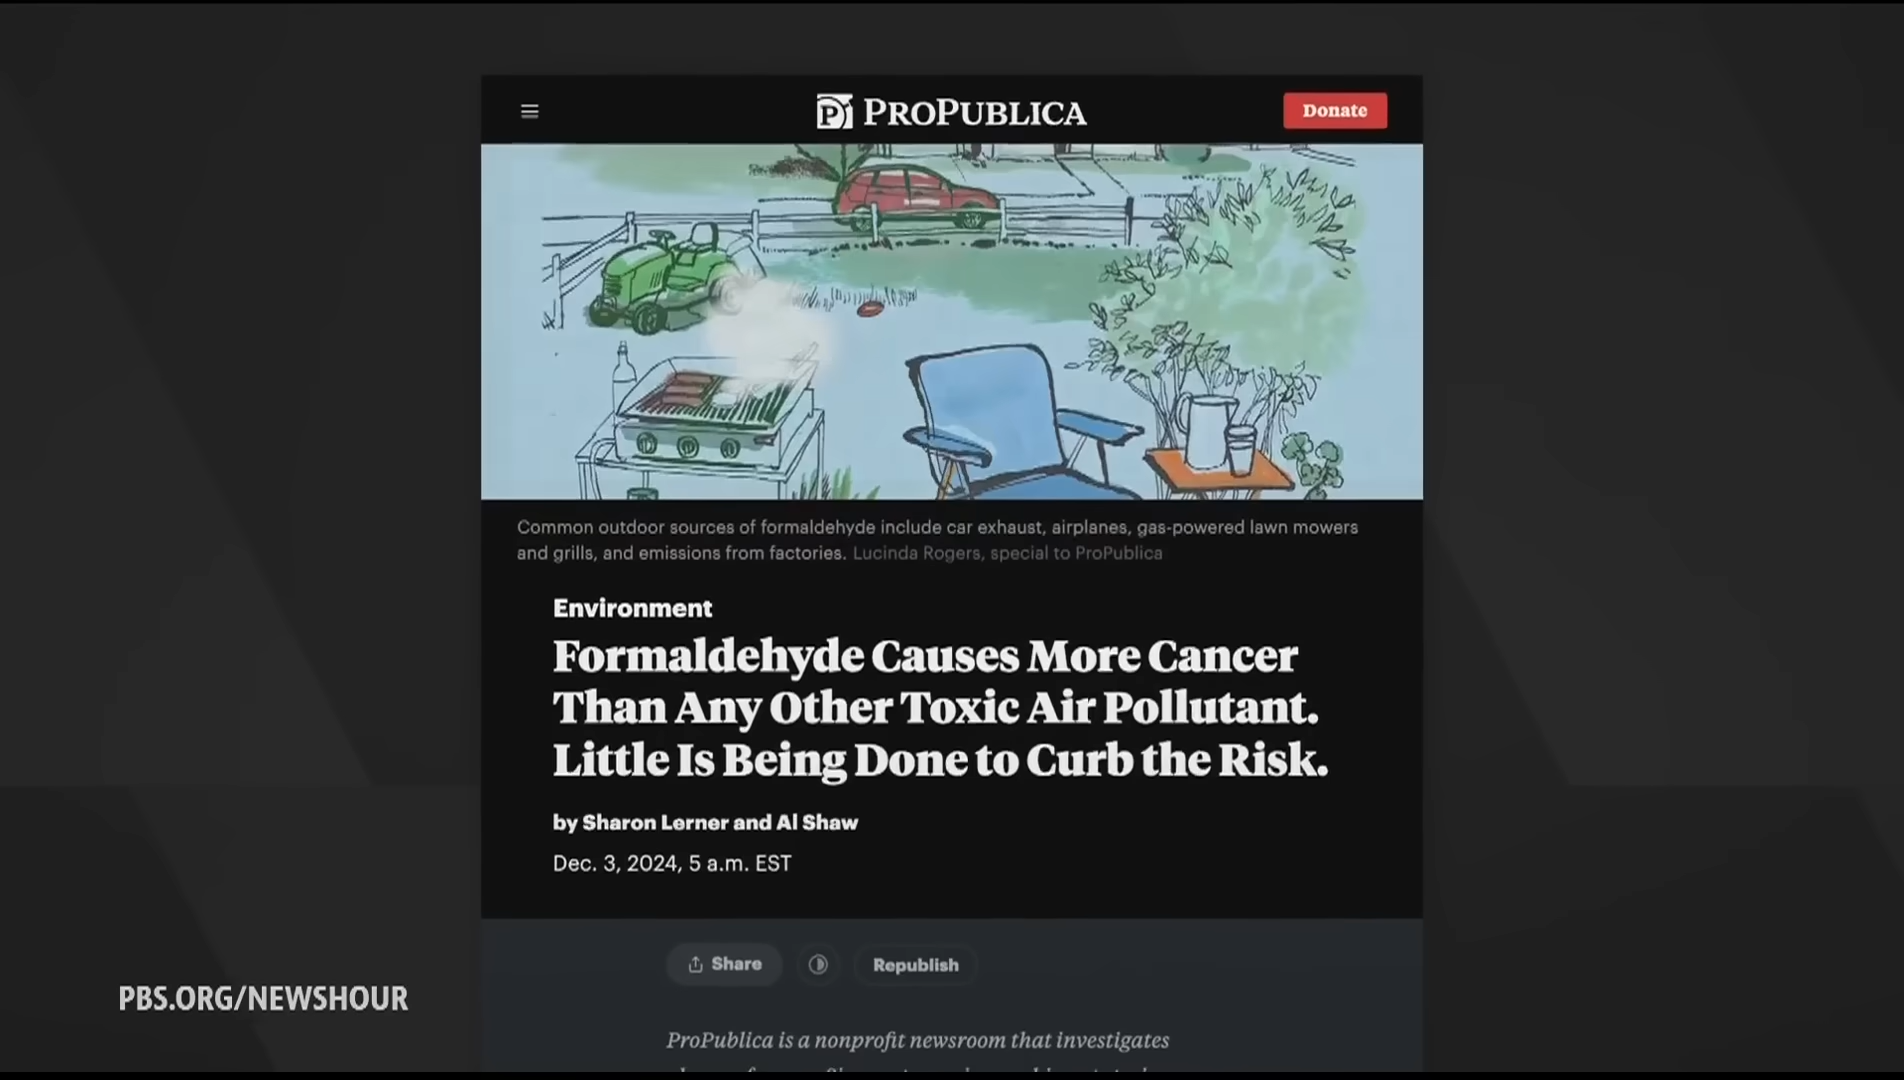 PROPUBLICA
Donate
Common outdoor sources of formaldehyde include car exhaust, airplanes, gas-powered lawn mowers
and grills, and emissions from factories. Lucinda Rogers, special to ProPublica
Environment
Formaldehyde Causes More Cancer
Than Any Other Toxic Air Pollutant.
Little Is Being Done to Curb the Risk.
by Sharon Lerner and Al Shaw
Dec. 3, 2024, 5 a.m. EST
Share
Republish
PBS.ORG/NEWSHOUR
ProPublica is a nonprofit newsroom that investigates